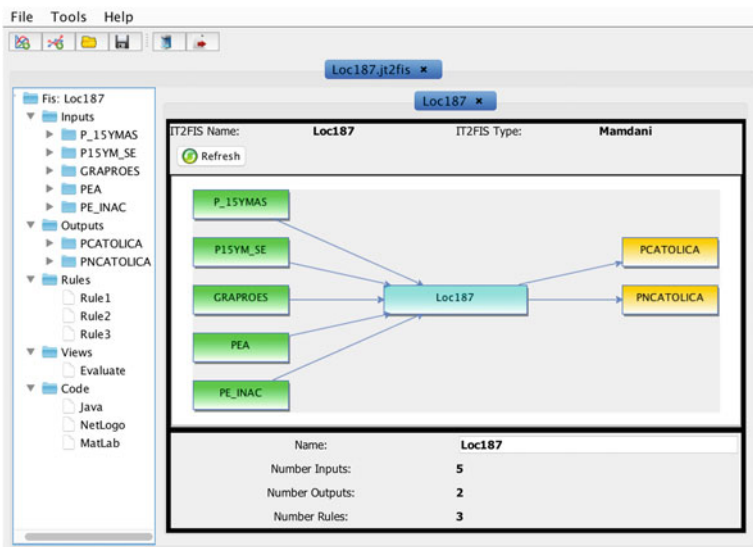 File Tools Help
Loc187.jt2fis ×
Fis: Loc187
Inputs
P_15YMAS
P15YM_SE
GRAPROES
PEA
PE_INAC
Outputs
PCATOLICA
PNCATOLICA
Rules
Rule1
Rule2
Rule3
Views
Evaluate
Code
Java
NetLogo
MatLab
Loc187 ×
IT2FIS Name: Loc187 IT2FIS Type: Mamdani
Refresh
P_15YMAS
P15YM_SE
GRAPROES
PEA
PE_INAC
Loc187
PCATOLICA
PNCATOLICA
Name: Loc187
Number Inputs: 5
Number Outputs: 2
Number Rules: 3